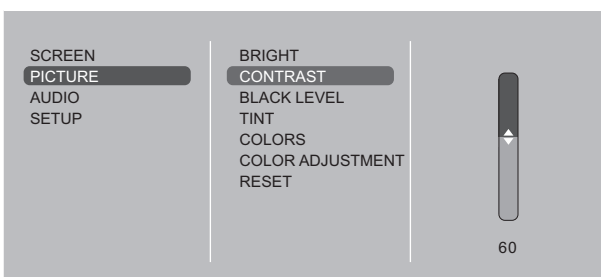 SCREEN
PICTURE
AUDIO
SETUP
BRIGHT
CONTRAST
BLACK LEVEL
TINT
COLORS
COLOR ADJUSTMENT
RESET
60